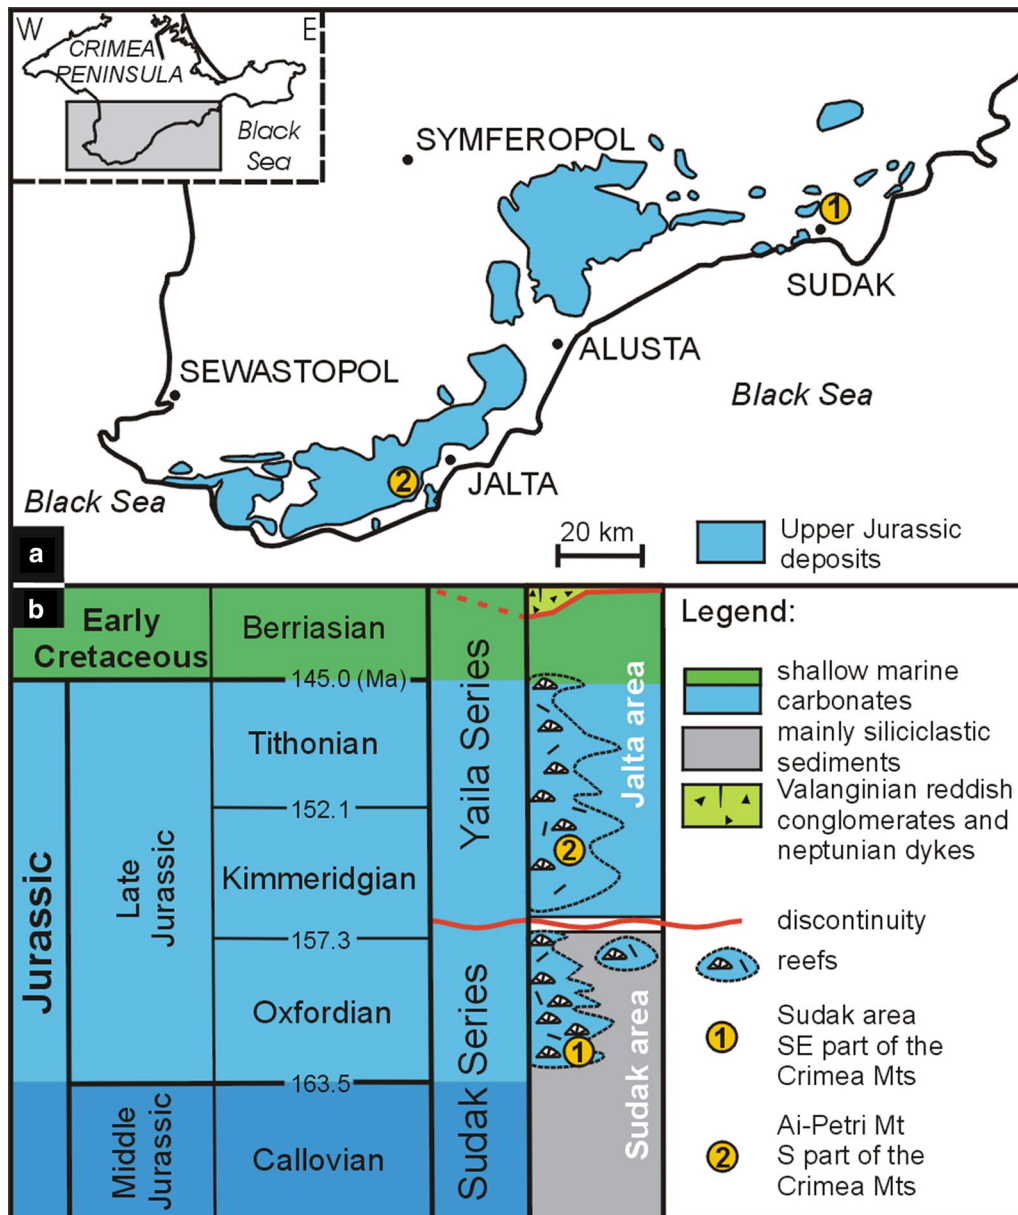 W
E
CRIMEA
PENINSULA
Black
Sea
SYMFEROPOL
1
SUDAK
SEWASTOPOL
ALUSTA
Black Sea
2
JALTA
Black Sea
20 km
Upper Jurassic
deposits
a
b
Early
Cretaceous
Berriasian
145.0 (Ma)
Jurassic
Late
Jurassic
Tithonian
152.1
Kimmeridgian
157.3
Oxfordian
163.5
Middle
Jurassic
Callovian
Yaila Series
Sudak Series
Jalta area
2
Sudak area
1
Legend:
shallow marine
carbonates
mainly siliciclastic
sediments
Valanginian reddish
conglomerates and
neptunian dykes
discontinuity
reefs
1
Sudak area
SE part of the
Crimea Mts
2
Ai-Petri Mt
S part of the
Crimea Mts